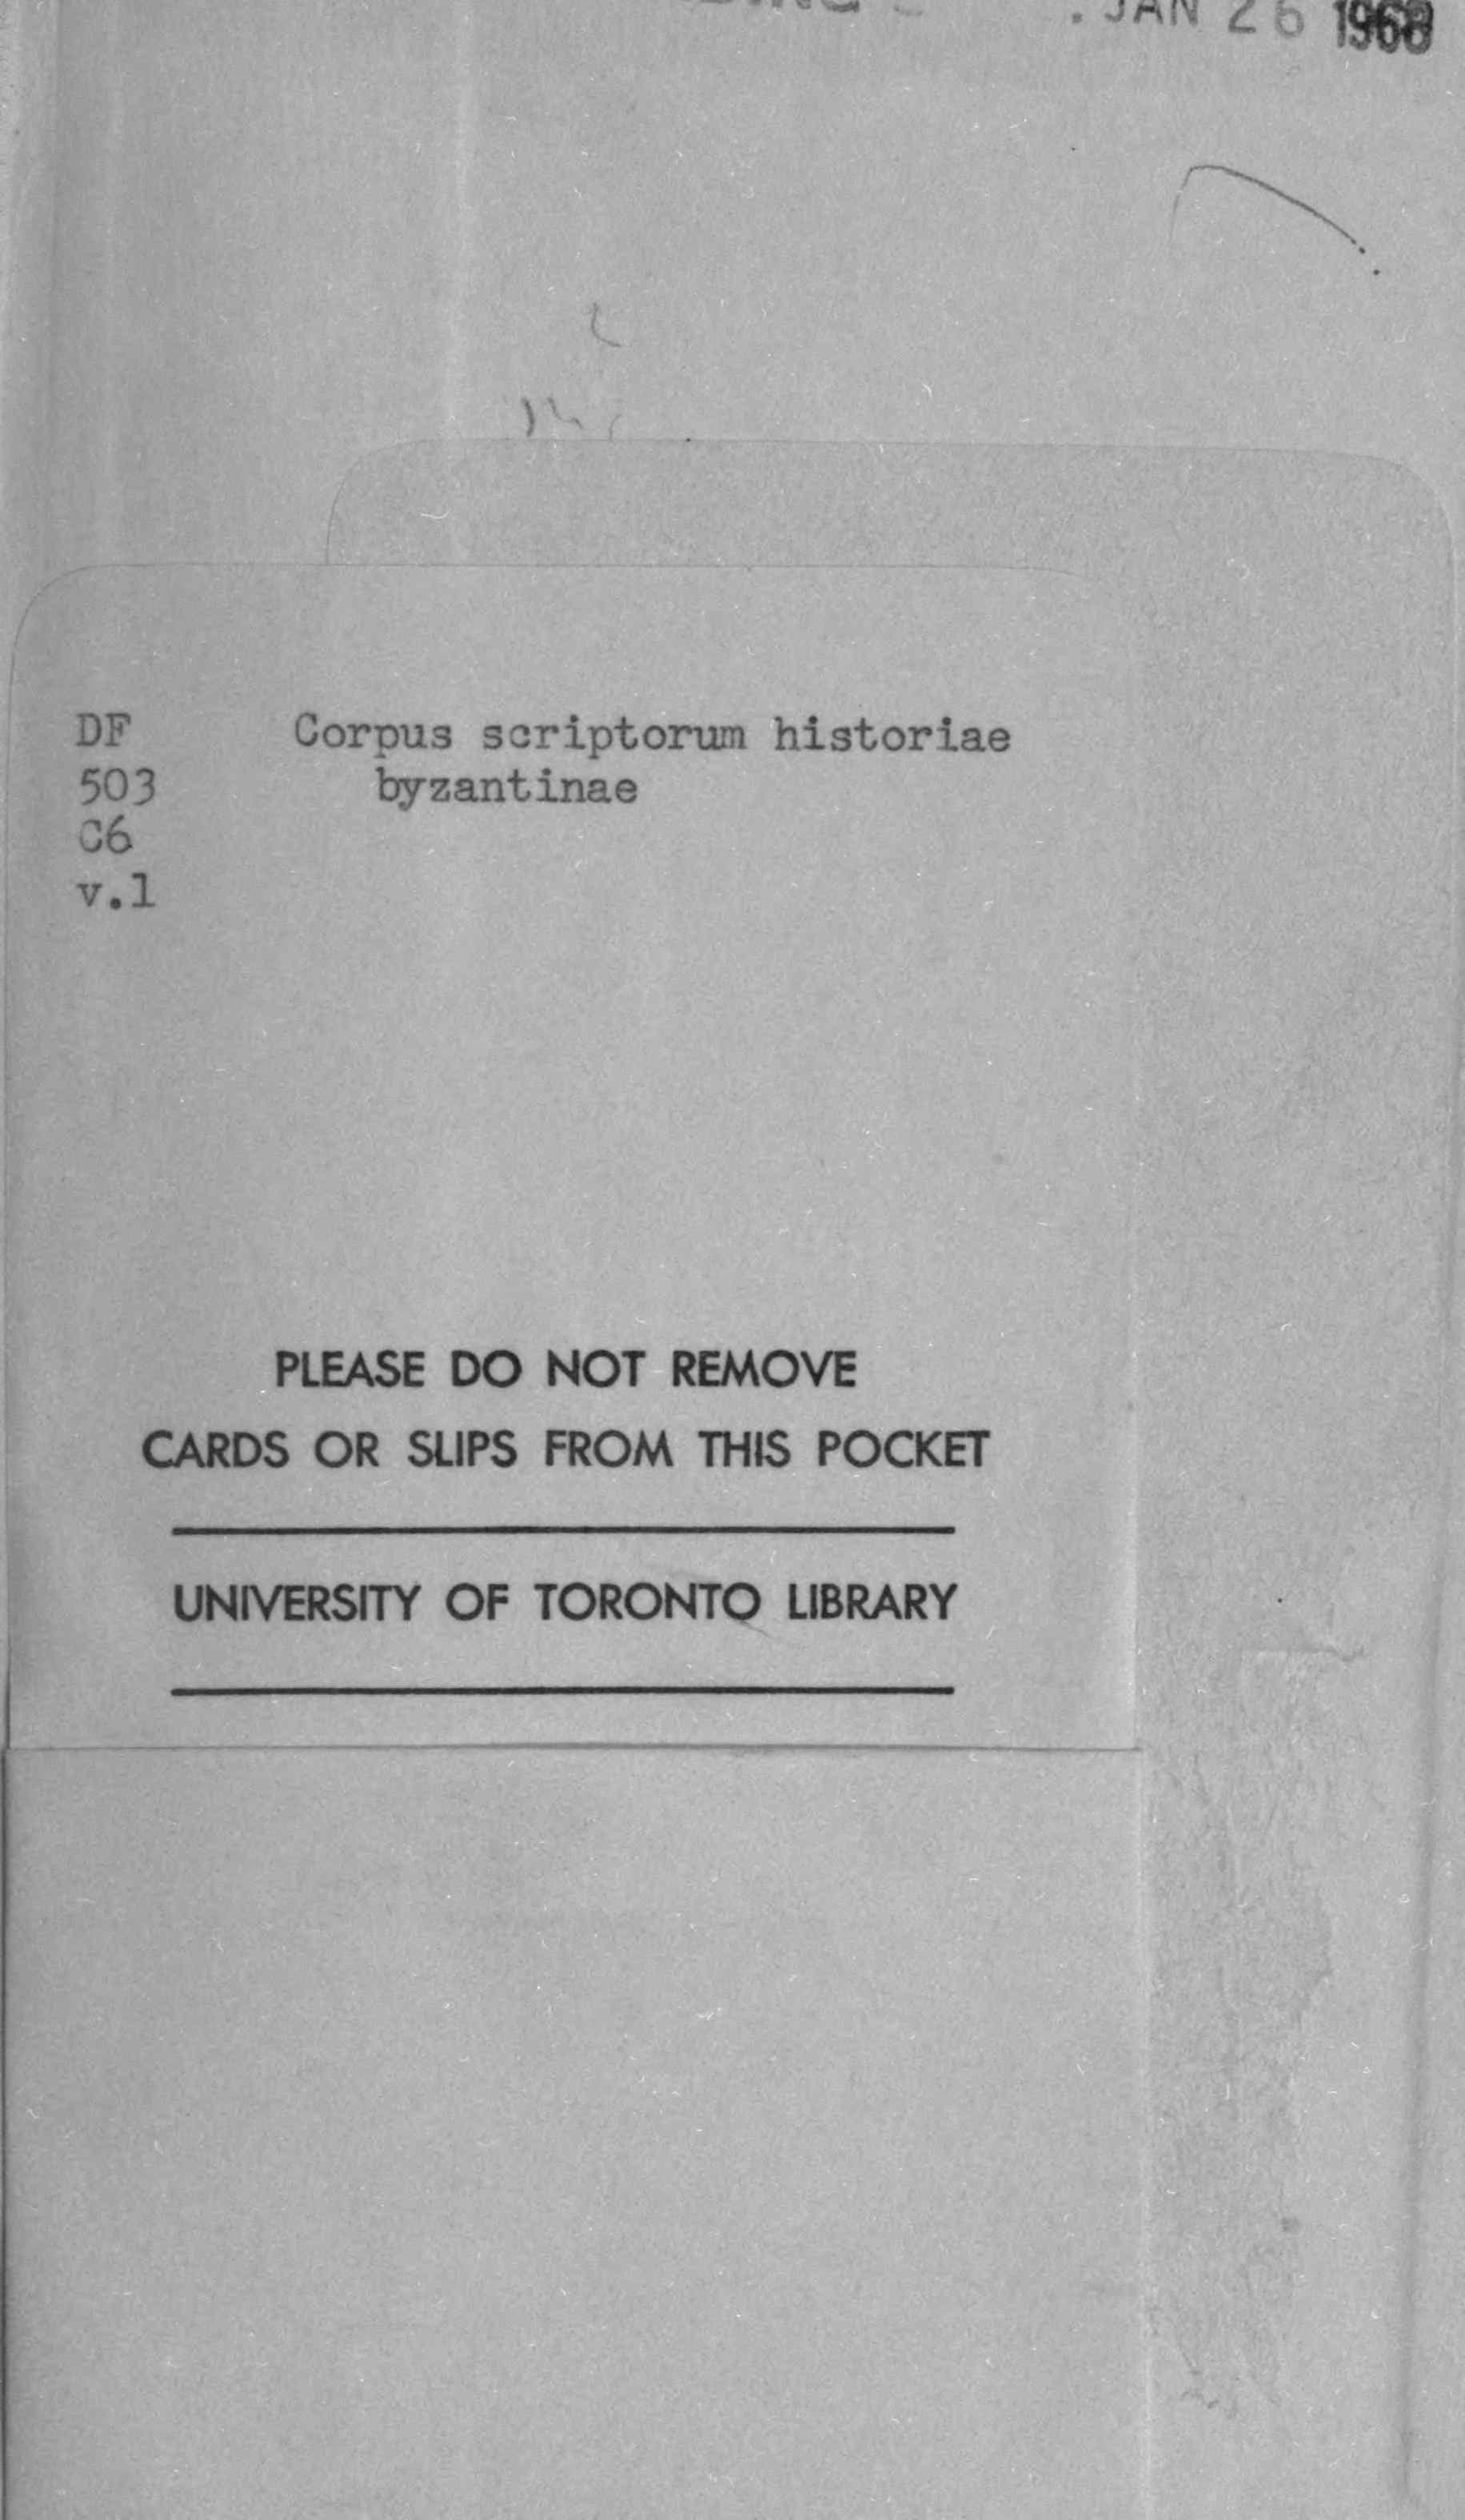 JAN 26 1968
DF Corpus scriptorum historiae
503 byzantinae
C6
v.1
PLEASE DO NOT REMOVE
CARDS OR SLIPS FROM THIS POCKET
UNIVERSITY OF TORONTO LIBRARY